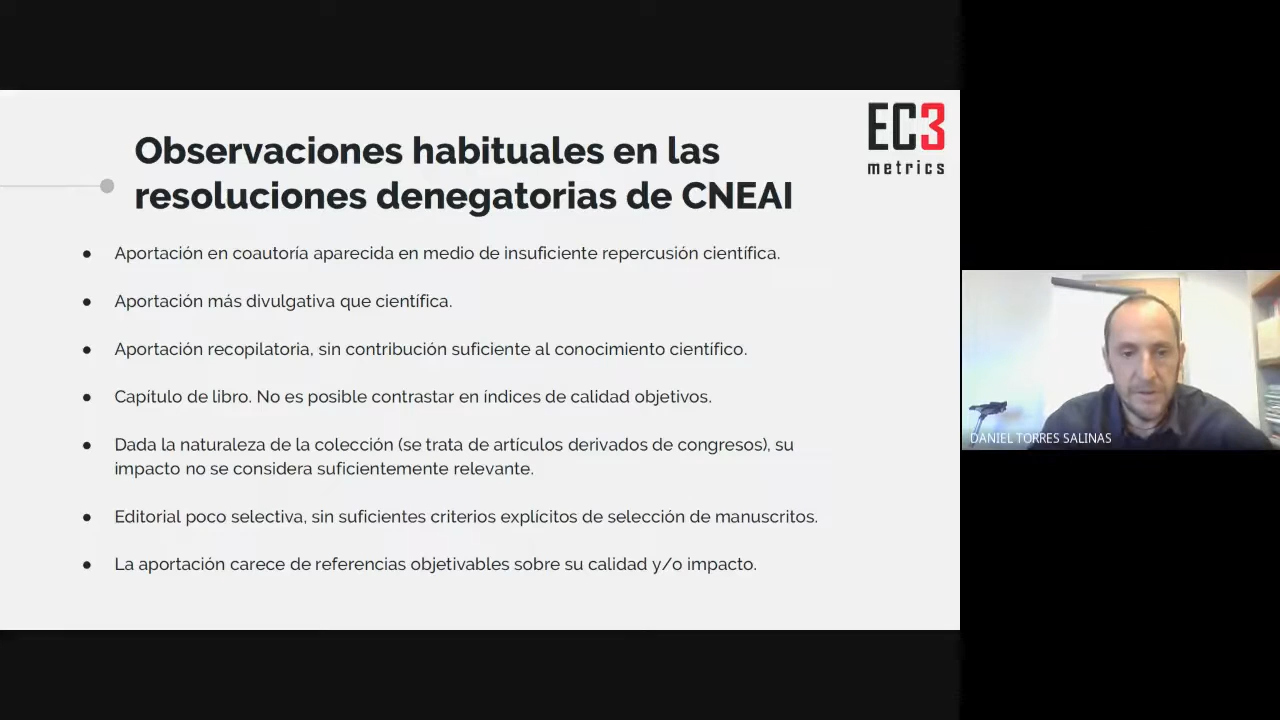 EC3
metrics
Observaciones habituales en las
resoluciones denegatorias de CNEAI
● Aportación en coautoría aparecida en medio de insuficiente repercusión científica.
● Aportación más divulgativa que científica.
● Aportación recopilatoria, sin contribución suficiente al conocimiento científico.
● Capítulo de libro. No es posible contrastar en índices de calidad objetivos.
● Dada la naturaleza de la colección (se trata de artículos derivados de congresos), su
impacto no se considera suficientemente relevante.
● Editorial poco selectiva, sin suficientes criterios explícitos de selección de manuscritos.
● La aportación carece de referencias objetivables sobre su calidad y/o impacto.
DANIEL TORRES SALINAS